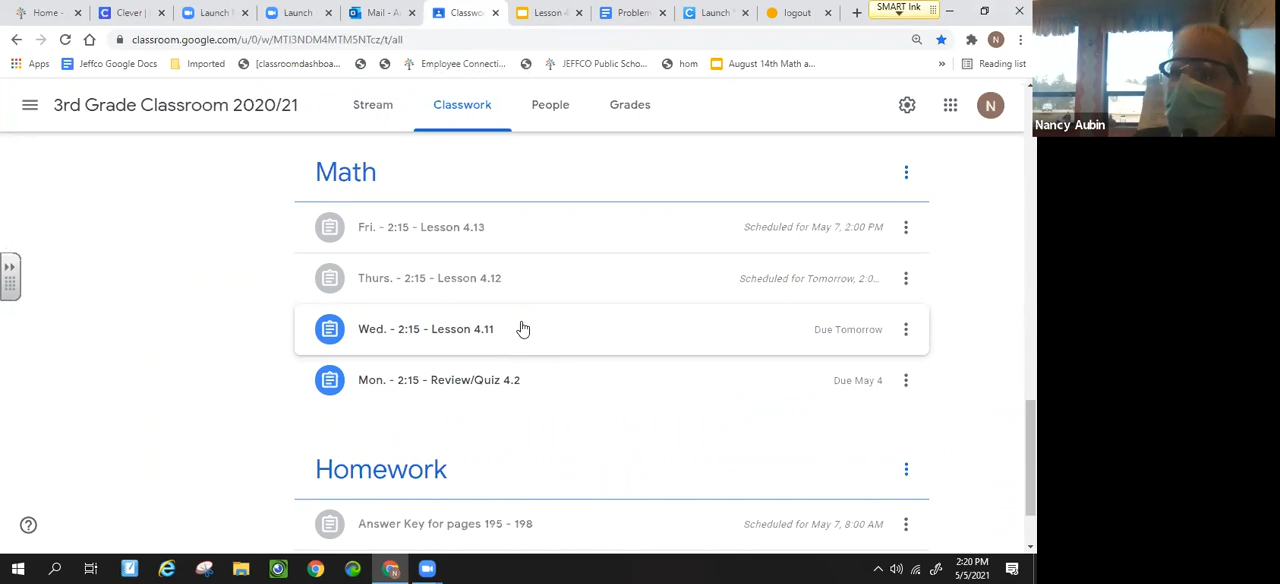 Home - Clever | Launch Launch Mail - A Classwo Lesson Problem Launch logout SMART Ink
classroom.google.com/u/0/w/MTI3NDM4MTM5NTcz/t/all
Apps Jeffco Google Docs Imported [classroomdashboa... Employee Connecti... JEFFCO Public Scho... hom August 14th Math a... » Reading list
3rd Grade Classroom 2020/21 Stream Classwork People Grades N
Nancy Aubin
Math
Fri. - 2:15 - Lesson 4.13 Scheduled for May 7, 2:00 PM
Thurs. - 2:15 - Lesson 4.12 Scheduled for Tomorrow, 2:0...
Wed. - 2:15 - Lesson 4.11 Due Tomorrow
Mon. - 2:15 - Review/Quiz 4.2 Due May 4
Homework
Answer Key for pages 195 - 198 Scheduled for May 7, 8:00 AM
2:20 PM
5/5/2021